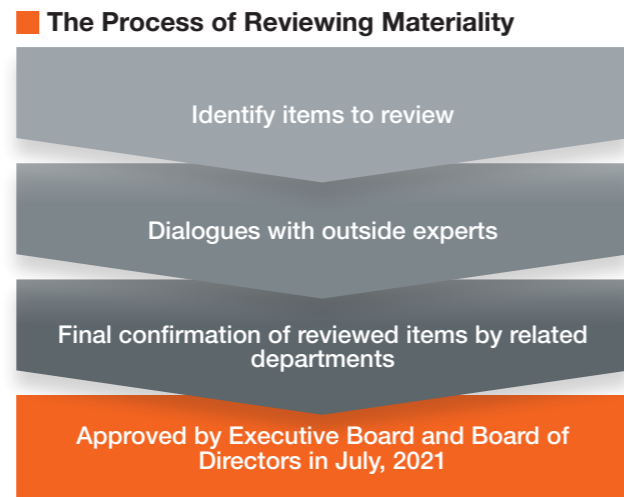 The Process of Reviewing Materiality
Identify items to review
Dialogues with outside experts
Final confirmation of reviewed items by related
departments
Approved by Executive Board and Board of
Directors in July, 2021